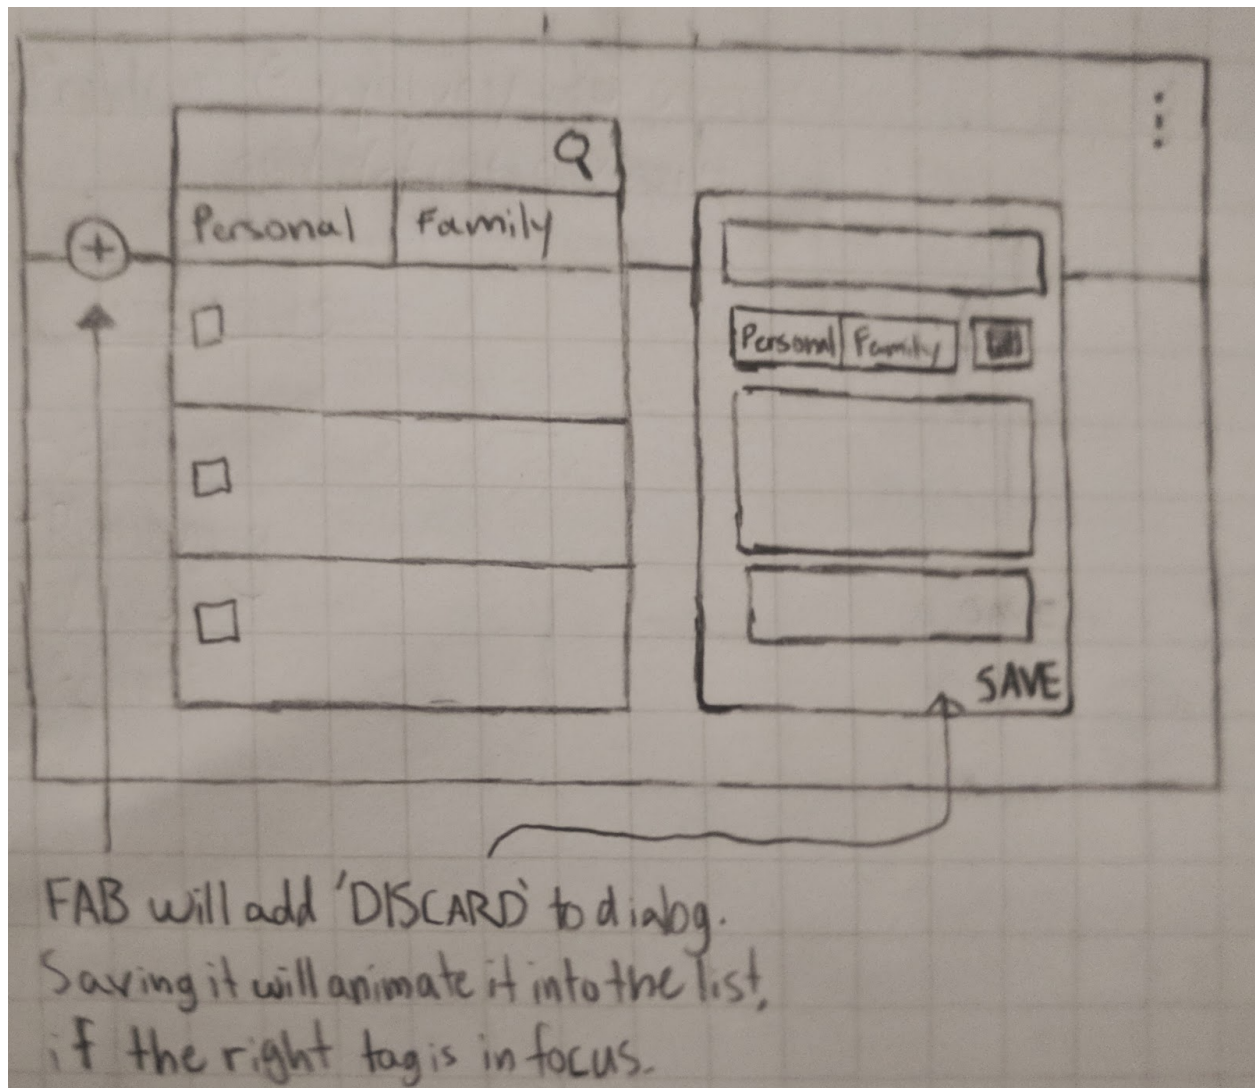 Personal Family
Personal Family
SAVE
FAB will add 'DISCARD' to dialog.
Saving it will animate it into the list,
if the right tag is in focus.